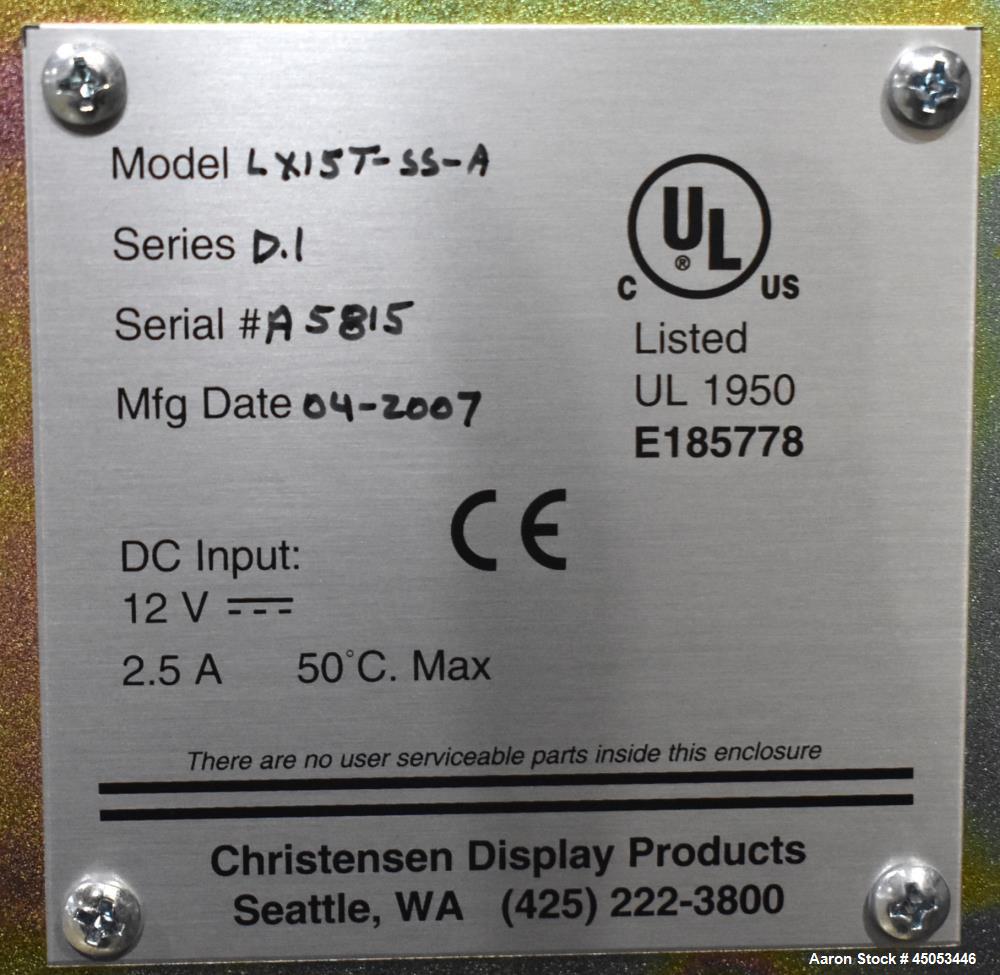 Model LX15T-SS-A
Series D.1
Serial #A5815
Mfg Date 04-2007
UL
®
C US
Listed
UL 1950
E185778
CE
DC Input:
12 V
2.5 A 50°C. Max
There are no user serviceable parts inside this enclosure
Christensen Display Products
Seattle, WA (425) 222-3800
Aaron Stock # 45053446